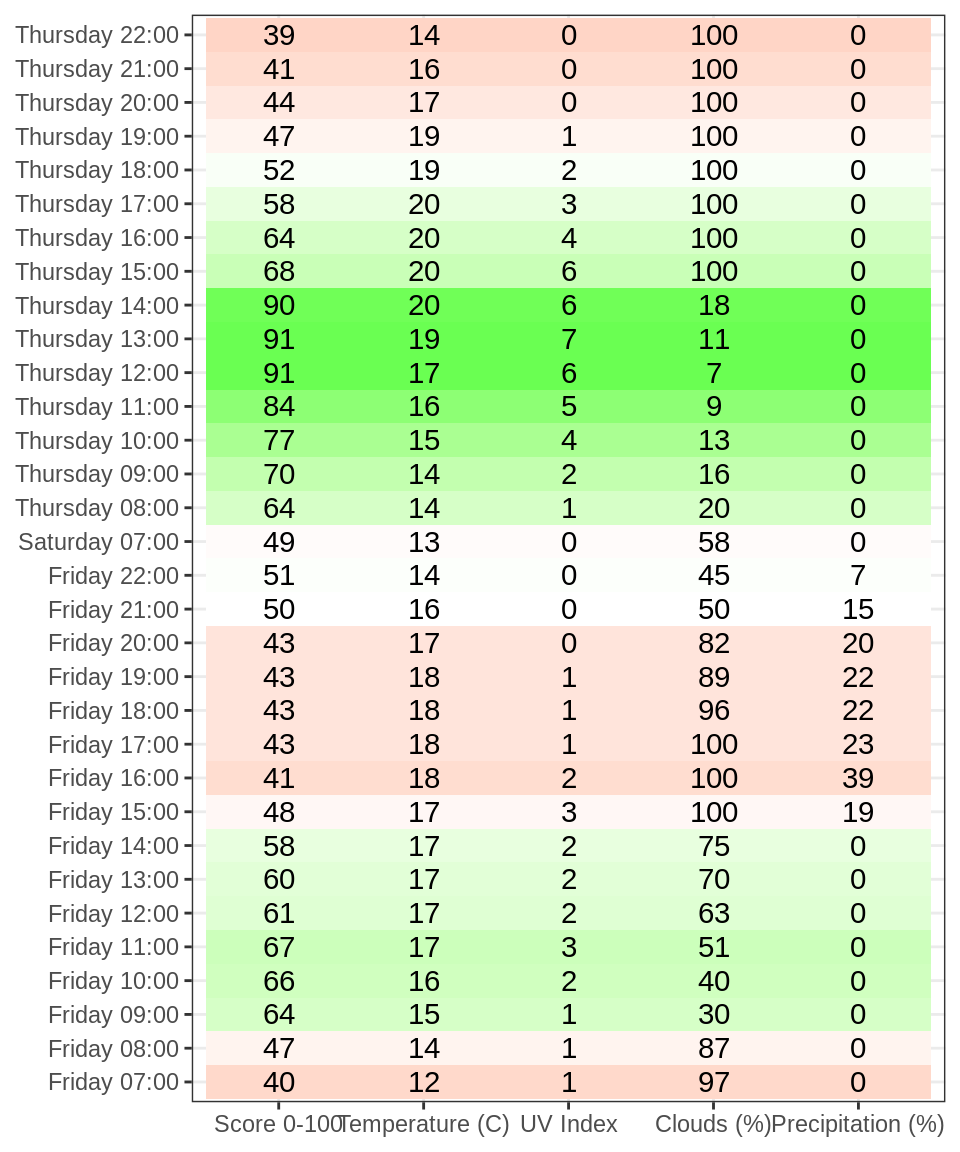 Thursday 22:00 39 14 0 100 0
Thursday 21:00 41 16 0 100 0
Thursday 20:00 44 17 0 100 0
Thursday 19:00 47 19 1 100 0
Thursday 18:00 52 19 2 100 0
Thursday 17:00 58 20 3 100 0
Thursday 16:00 64 20 4 100 0
Thursday 15:00 68 20 6 100 0
Thursday 14:00 90 20 6 18 0
Thursday 13:00 91 19 7 11 0
Thursday 12:00 91 17 6 7 0
Thursday 11:00 84 16 5 9 0
Thursday 10:00 77 15 4 13 0
Thursday 09:00 70 14 2 16 0
Thursday 08:00 64 14 1 20 0
Saturday 07:00 49 13 0 58 0
Friday 22:00 51 14 0 45 7
Friday 21:00 50 16 0 50 15
Friday 20:00 43 17 0 82 20
Friday 19:00 43 18 1 89 22
Friday 18:00 43 18 1 96 22
Friday 17:00 43 18 1 100 23
Friday 16:00 41 18 2 100 39
Friday 15:00 48 17 3 100 19
Friday 14:00 58 17 2 75 0
Friday 13:00 60 17 2 70 0
Friday 12:00 61 17 2 63 0
Friday 11:00 67 17 3 51 0
Friday 10:00 66 16 2 40 0
Friday 09:00 64 15 1 30 0
Friday 08:00 47 14 1 87 0
Friday 07:00 40 12 1 97 0
Score 0-100 Temperature (C) UV Index Clouds (%) Precipitation (%)